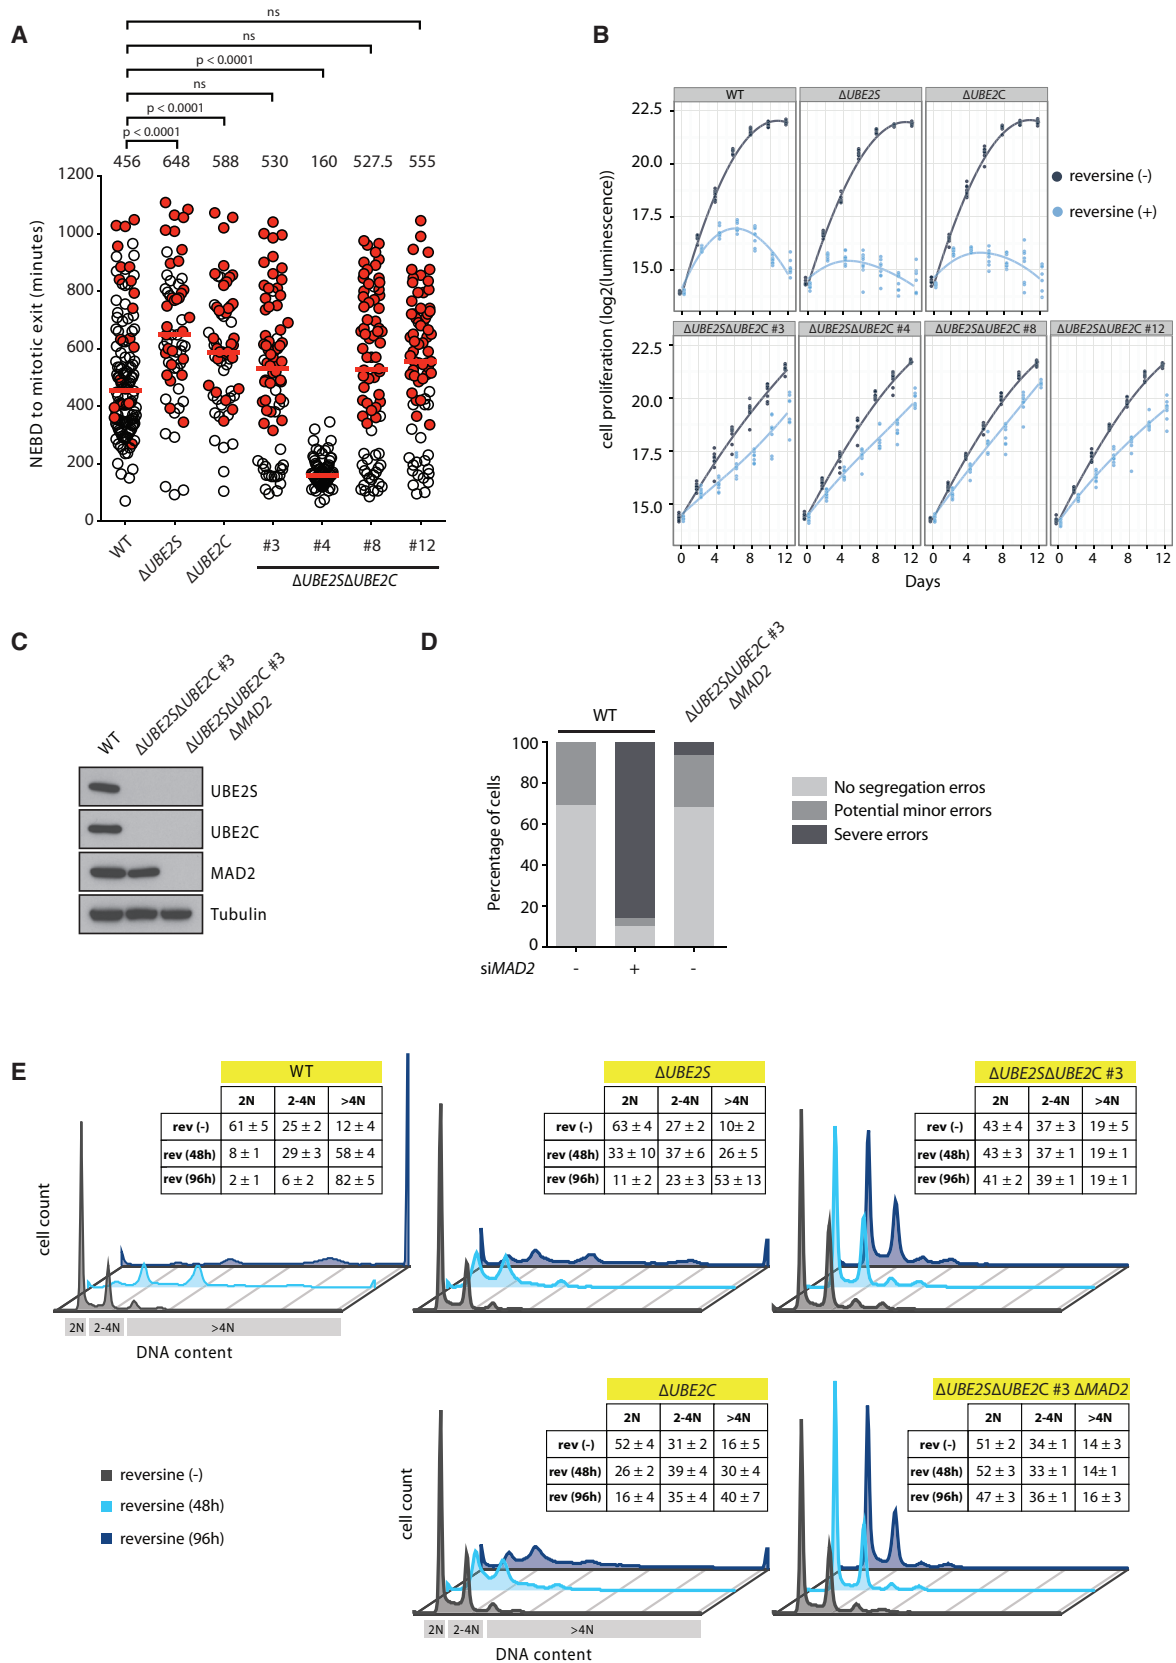 A
ns
ns
p < 0.0001
ns
p < 0.0001
p < 0.0001
456 648 588 530 160 527.5 555
NEBD to mitotic exit (minutes)
1200
1000
800
600
400
200
0
WT ΔUBE2S ΔUBE2C #3 #4 #8 #12
ΔUBE2SΔUBE2C
B
WT ΔUBE2S ΔUBE2C
22.5
20.0
17.5
15.0
reversine (-)
reversine (+)
cell proliferation (log2(luminescence))
ΔUBE2SΔUBE2C #3 ΔUBE2SΔUBE2C #4 ΔUBE2SΔUBE2C #8 ΔUBE2SΔUBE2C #12
22.5
20.0
17.5
15.0
0 4 8 12 0 4 8 12 0 4 8 12 0 4 8 12
Days
C
WT ΔUBE2SΔUBE2C #3 ΔUBE2SΔUBE2C #3
ΔMAD2
UBE2S
UBE2C
MAD2
Tubulin
D
WT
ΔUBE2SΔUBE2C #3
ΔMAD2
Percentage of cells
100
80
60
40
20
0
siMAD2 - + -
No segregation erros
Potential minor errors
Severe errors
E
WT
2N 2-4N >4N
rev (-) 61 ± 5 25 ± 2 12 ± 4
rev (48h) 8 ± 1 29 ± 3 58 ± 4
rev (96h) 2 ± 1 6 ± 2 82 ± 5
cell count
2N 2-4N >4N
DNA content
ΔUBE2S
2N 2-4N >4N
rev (-) 63 ± 4 27 ± 2 10± 2
rev (48h) 33 ± 10 37 ± 6 26 ± 5
rev (96h) 11 ± 2 23 ± 3 53 ± 13
ΔUBE2SΔUBE2C #3
2N 2-4N >4N
rev (-) 43 ± 4 37 ± 3 19 ± 5
rev (48h) 43 ± 3 37 ± 1 19 ± 1
rev (96h) 41 ± 2 39 ± 1 19 ± 1
reversine (-)
reversine (48h)
reversine (96h)
ΔUBE2C
2N 2-4N >4N
rev (-) 52 ± 4 31 ± 2 16 ± 5
rev (48h) 26 ± 2 39 ± 4 30 ± 4
rev (96h) 16 ± 4 35 ± 4 40 ± 7
cell count
2N 2-4N >4N
DNA content
ΔUBE2SΔUBE2C #3 ΔMAD2
2N 2-4N >4N
rev (-) 51 ± 2 34 ± 1 14 ± 3
rev (48h) 52 ± 3 33 ± 1 14± 1
rev (96h) 47 ± 3 36 ± 1 16 ± 3